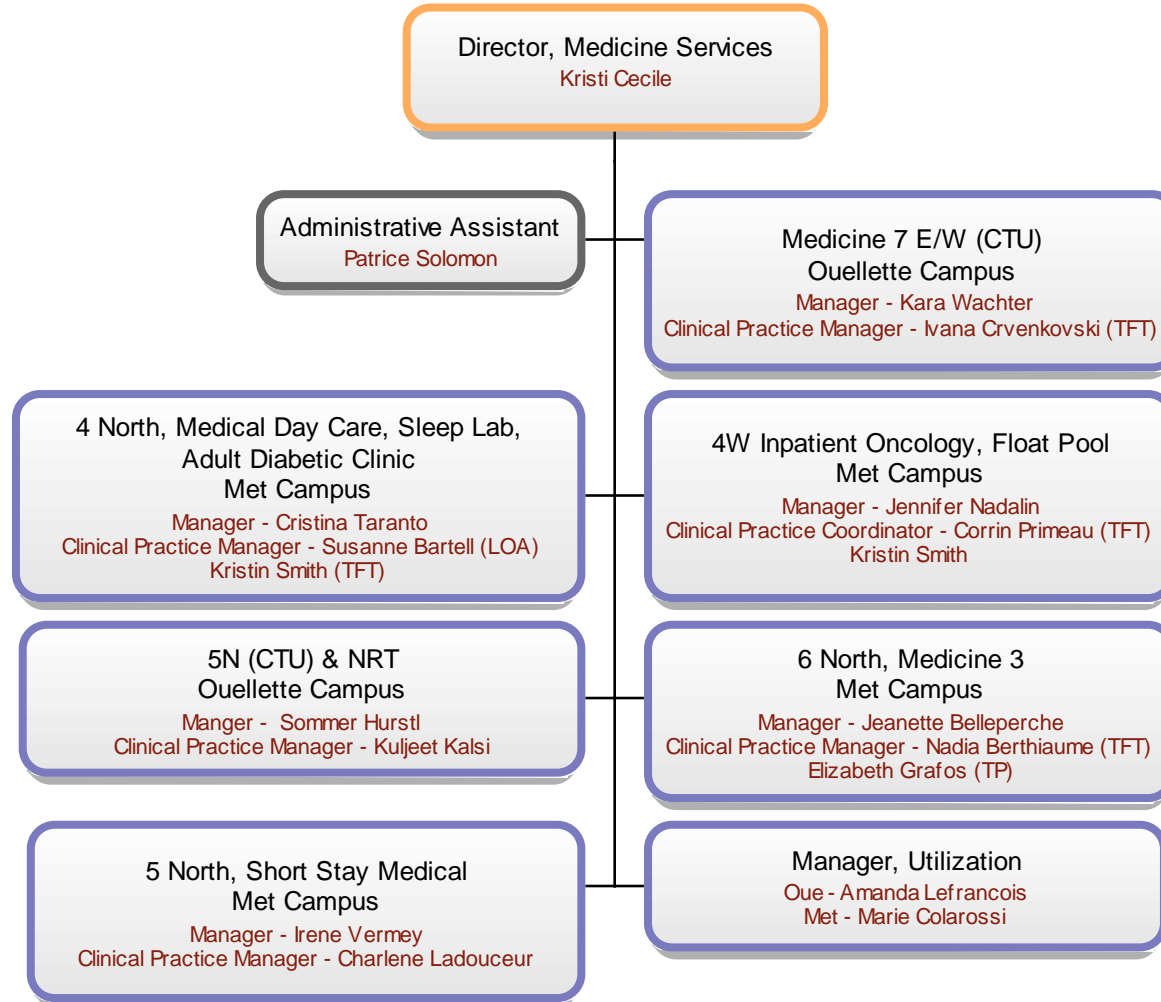 Director, Medicine Services
Kristi Cecile
Administrative Assistant
Patrice Solomon
Medicine 7 E/W (CTU)
Ouellette Campus
Manager - Kara Wachter
Clinical Practice Manager - Ivana Crvenkovski (TFT)
4 North, Medical Day Care, Sleep Lab,
Adult Diabetic Clinic
Met Campus
Manager - Cristina Taranto
Clinical Practice Manager - Susanne Bartell (LOA)
Kristin Smith (TFT)
4W Inpatient Oncology, Float Pool
Met Campus
Manager - Jennifer Nadalin
Clinical Practice Coordinator - Corrin Primeau (TFT)
Kristin Smith
5N (CTU) & NRT
Ouellette Campus
Manger -  Sommer Hurstl
Clinical Practice Manager - Kuljeet Kalsi
6 North, Medicine 3
Met Campus
Manager - Jeanette Belleperche
Clinical Practice Manager - Nadia Berthiaume (TFT)
Elizabeth Grafos (TP)
5 North, Short Stay Medical
Met Campus
Manager - Irene Vermey
Clinical Practice Manager - Charlene Ladouceur
Manager, Utilization
Oue - Amanda Lefrancois
Met - Marie Colarossi